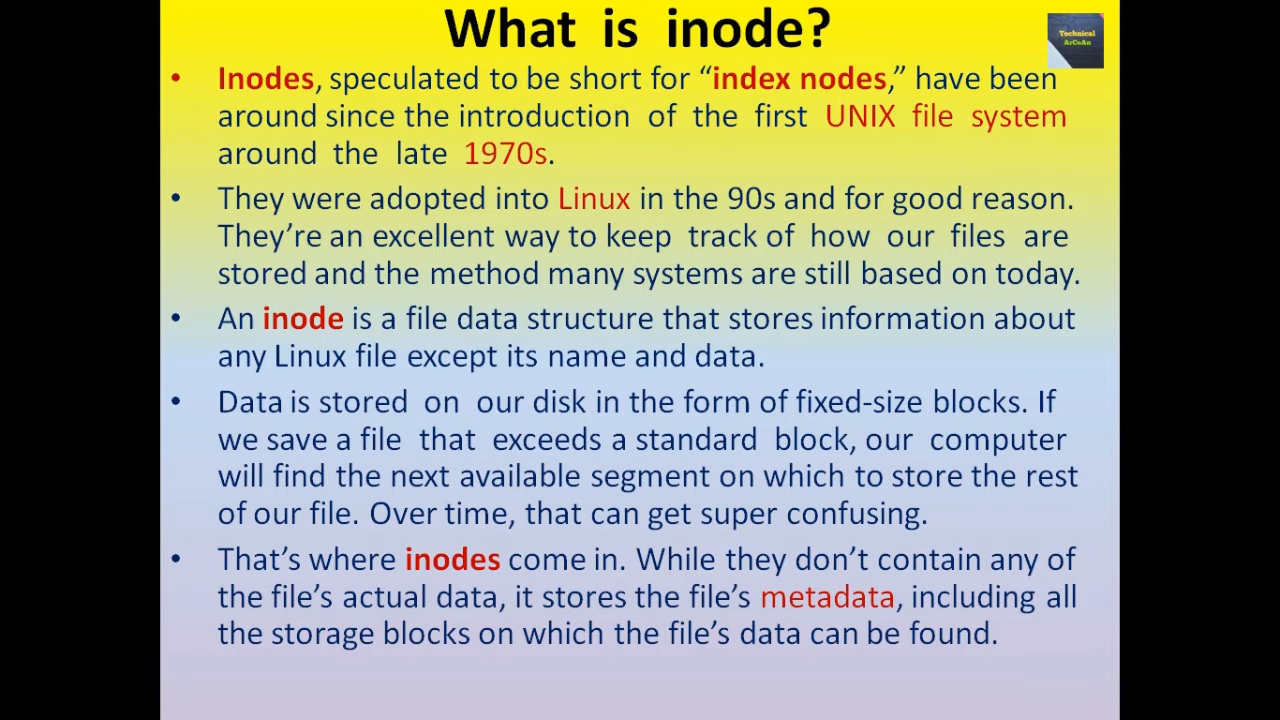 What is inode?
Technical
ArCsAn
• Inodes, speculated to be short for “index nodes,” have been
around since the introduction of the first UNIX file system
around the late 1970s.
• They were adopted into Linux in the 90s and for good reason.
They’re an excellent way to keep track of how our files are
stored and the method many systems are still based on today.
• An inode is a file data structure that stores information about
any Linux file except its name and data.
• Data is stored on our disk in the form of fixed-size blocks. If
we save a file that exceeds a standard block, our computer
will find the next available segment on which to store the rest
of our file. Over time, that can get super confusing.
• That’s where inodes come in. While they don’t contain any of
the file’s actual data, it stores the file’s metadata, including all
the storage blocks on which the file’s data can be found.